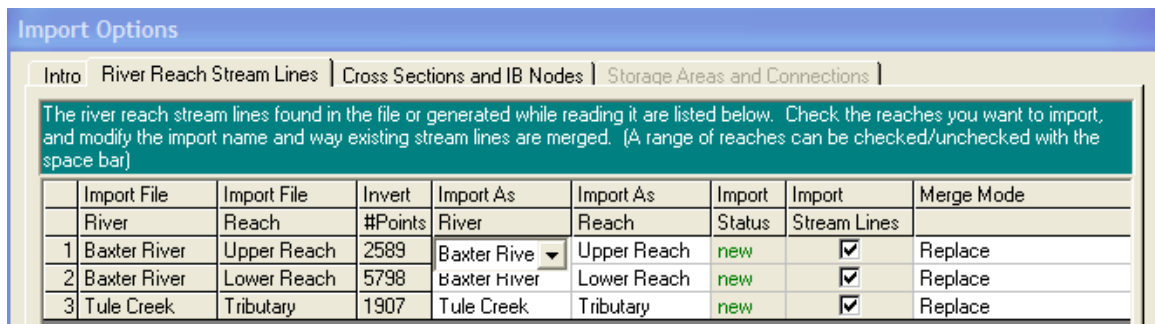 Import Options
Intro River Reach Stream Lines Cross Sections and IB Nodes Storage Areas and Connections
The river reach stream lines found in the file or generated while reading it are listed below. Check the reaches you want to import,
and modify the import name and way existing stream lines are merged. (A range of reaches can be checked/unchecked with the
space bar)
Import File Import File Invert Import As Import As Import Import Merge Mode
River Reach #Points River Reach Status Stream Lines
1 Baxter River Upper Reach 2589 Baxter Rive Upper Reach new Replace
2 Baxter River Lower Reach 5798 Baxter River Lower Reach new Replace
3 Tule Creek Tributary 1907 Tule Creek Tributary new Replace